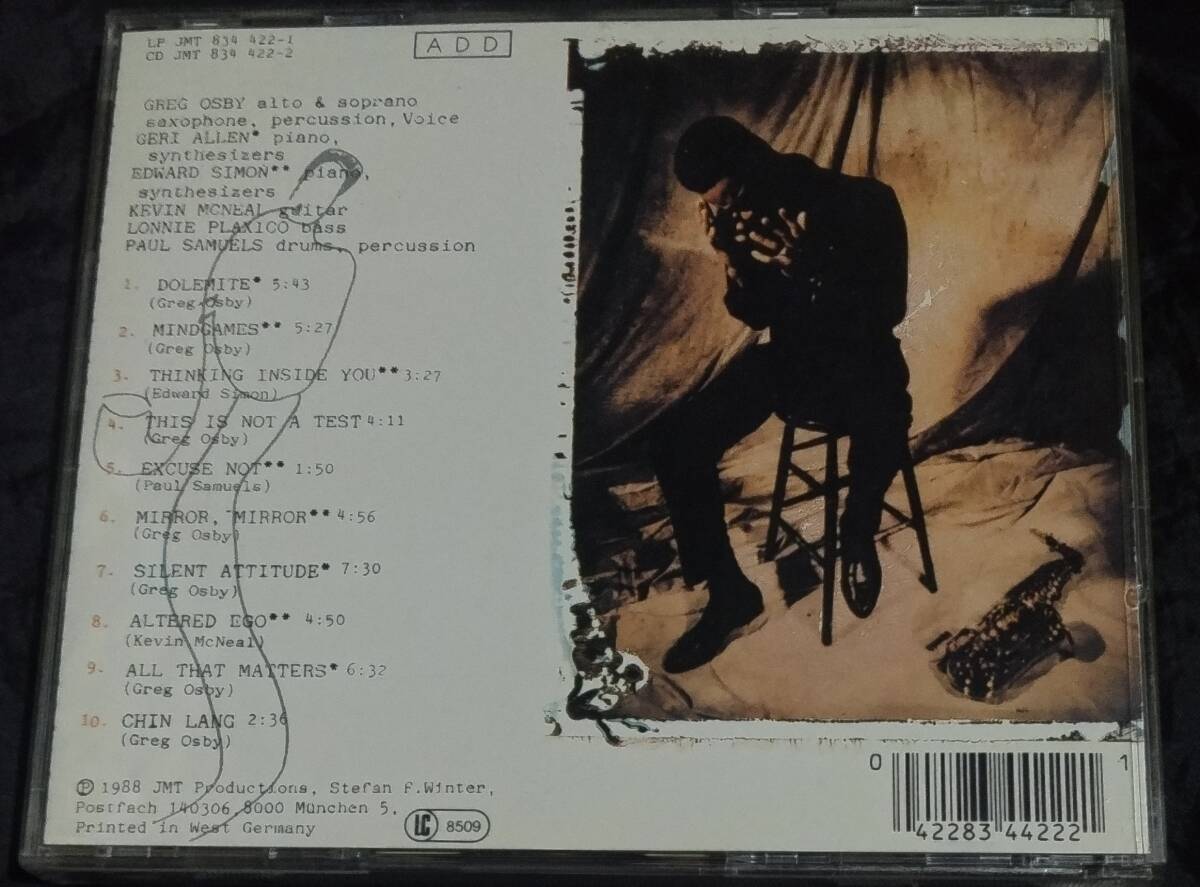 LP JMT 834 422-1
CD JMT 834 422-2
ADD
GREG OSBY alto & soprano
saxophone, percussion, Voice
GERI ALLEN* piano,
synthesizers
EDWARD SIMON** piano,
synthesizers
KEVIN MCNEAL guitar
LONNIE PLAXICO bass
PAUL SAMUELS drums, percussion
1. DOLEMITE* 5:43
(Greg Osby)
2. MINDGAMES** 5:27
(Greg Osby)
3. THINKING INSIDE YOU** 3:27
(Edward Simon)
4. THIS IS NOT A TEST 4:11
(Greg Osby)
5. EXCUSE NOT** 1:50
(Paul Samuels)
6. MIRROR, MIRROR** 4:56
(Greg Osby)
7. SILENT ATTITUDE* 7:30
(Greg Osby)
8. ALTERED EGO** 4:50
(Kevin McNeal)
9. ALL THAT MATTERS* 6:32
(Greg Osby)
10. CHIN LANG 2:36
(Greg Osby)
℗ 1988 JMT Productions, Stefan F.Winter,
Postfach 140306 8000 München 5,
Printed in West Germany
LC 8509
0 42283 44222 1